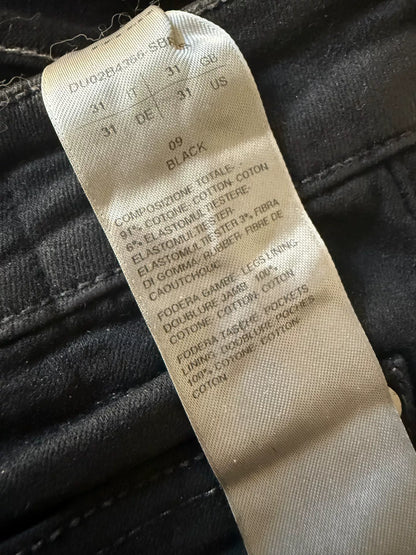 31 IT 31 GB
31 DE 31 US
09
BLACK
COMPOSIZIONE TOTALE-
91% COTONE-COTTON-COTON
6% ELASTOMULTIESTERE-
ELASTOMULTIESTER-
ELASTOMULTIESTER 3% FIBRA
DI GOMMA- RUBBER- FIBRE DE
CAOUTCHOUC
FODERA GAMBE- LEGS LINING
DOUBLURE JAMBE 100%
COTONE- COTTON- COTON
FODERA TASCHE- POCKETS
LINING- DOUBLURE POCHES
100% COTONE- COTTON-
COTON